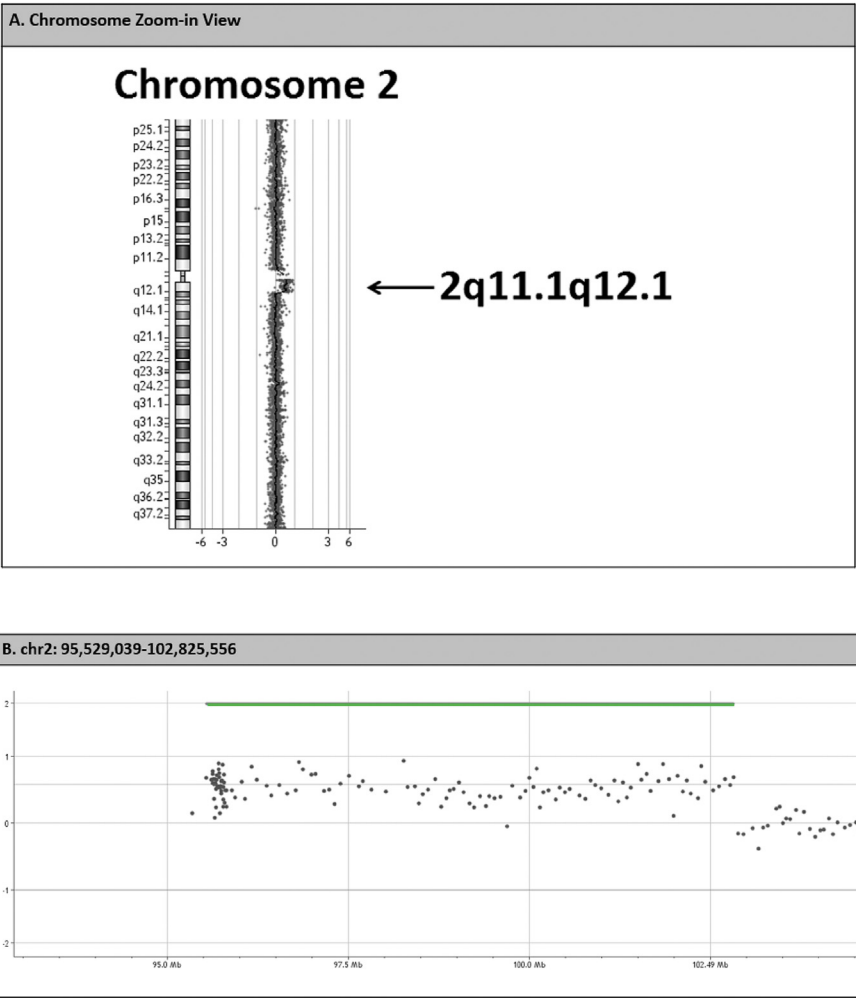 A. Chromosome Zoom-in View
Chromosome 2
p25.1
p24.2
p23.2
p22.2
p16.3
p15
p13.2
p11.2
q12.1
q14.1
q21.1
q22.2
q23.3
q24.2
q31.1
q31.3
q32.2
q33.2
q35
q36.2
q37.2
-6 -3 0 3 6
2q11.1q12.1
B. chr2: 95,529,039-102,825,556
2
1
0
-1
-2
95.0 Mb 97.5 Mb 100.0 Mb 102.49 Mb